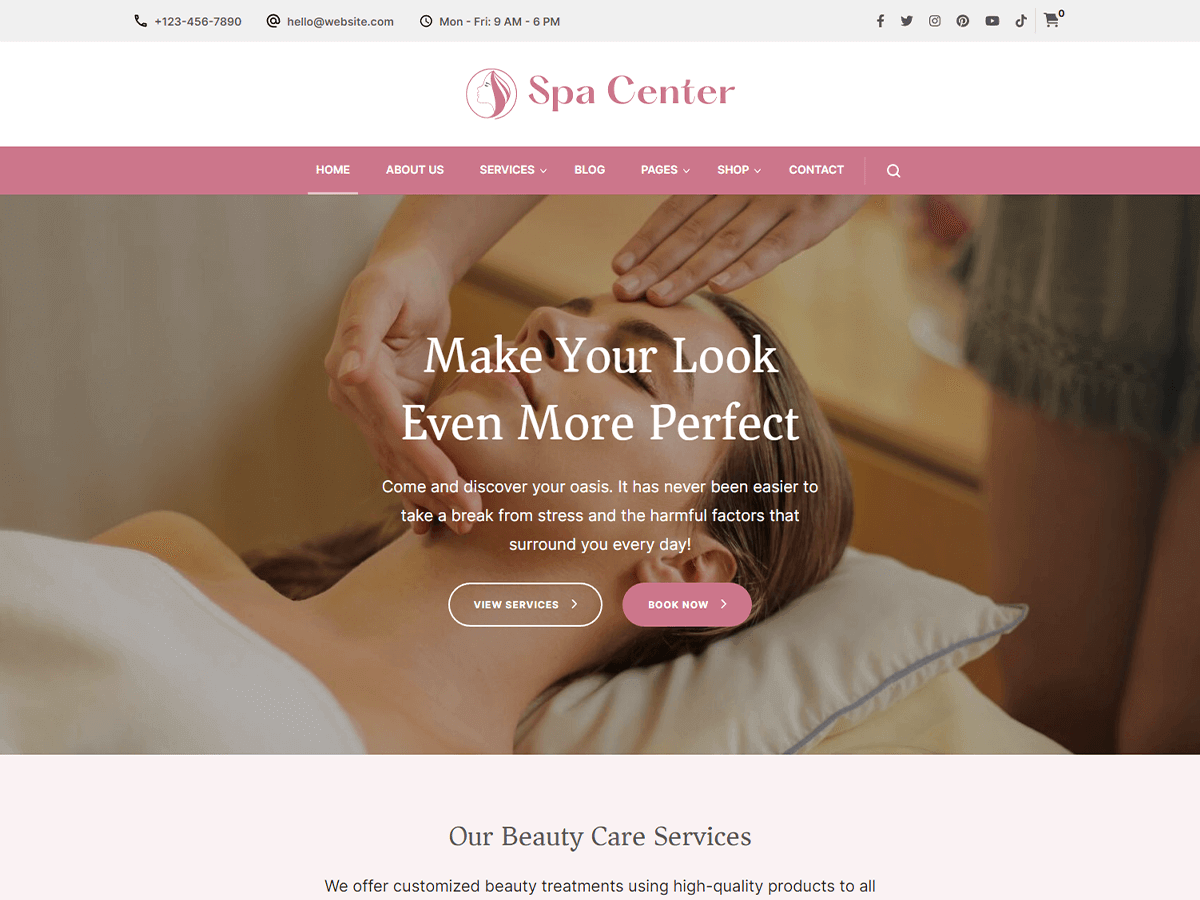 +123-456-7890 hello@website.com Mon - Fri: 9 AM - 6 PM 0
Spa Center
HOME ABOUT US SERVICES BLOG PAGES SHOP CONTACT
Make Your Look
Even More Perfect
Come and discover your oasis. It has never been easier to
take a break from stress and the harmful factors that
surround you every day!
VIEW SERVICES BOOK NOW
Our Beauty Care Services
We offer customized beauty treatments using high-quality products to all